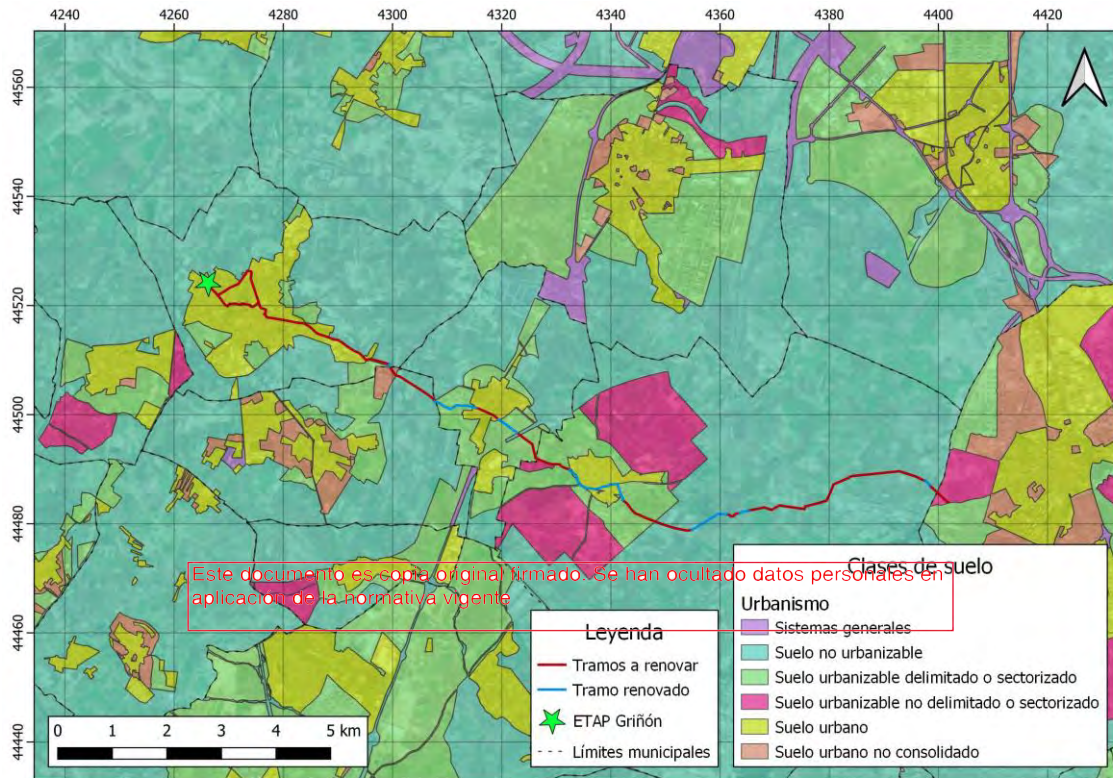 4240 4260 4280 4300 4320 4340 4360 4380 4400 4420
44560
44540
44520
44500
44480
44460
44440
Este documento es copia original firmado. Se han ocultado datos personales en
aplicación de la normativa vigente
Leyenda
Tramos a renovar
Tramo renovado
ETAP Griñón
Límites municipales
Clases de suelo
Urbanismo
Sistemas generales
Suelo no urbanizable
Suelo urbanizable delimitado o sectorizado
Suelo urbanizable no delimitado o sectorizado
Suelo urbano
Suelo urbano no consolidado
0 1 2 3 4 5 km